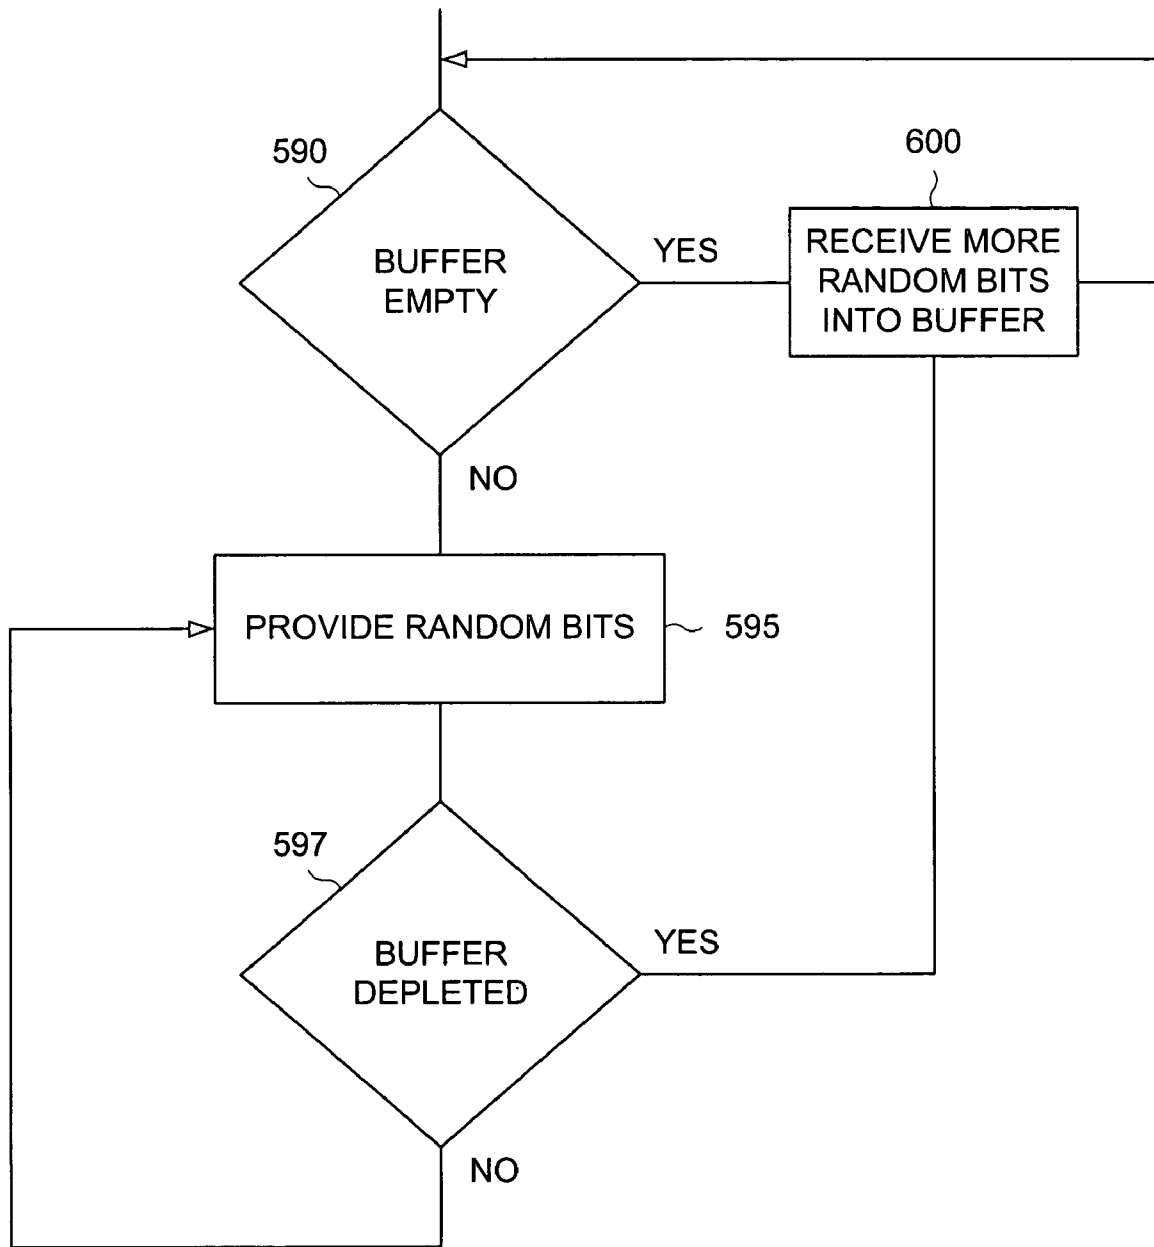 590
BUFFER
EMPTY
YES
600
RECEIVE MORE
RANDOM BITS
INTO BUFFER
NO
PROVIDE RANDOM BITS
595
597
BUFFER
DEPLETED
YES
NO